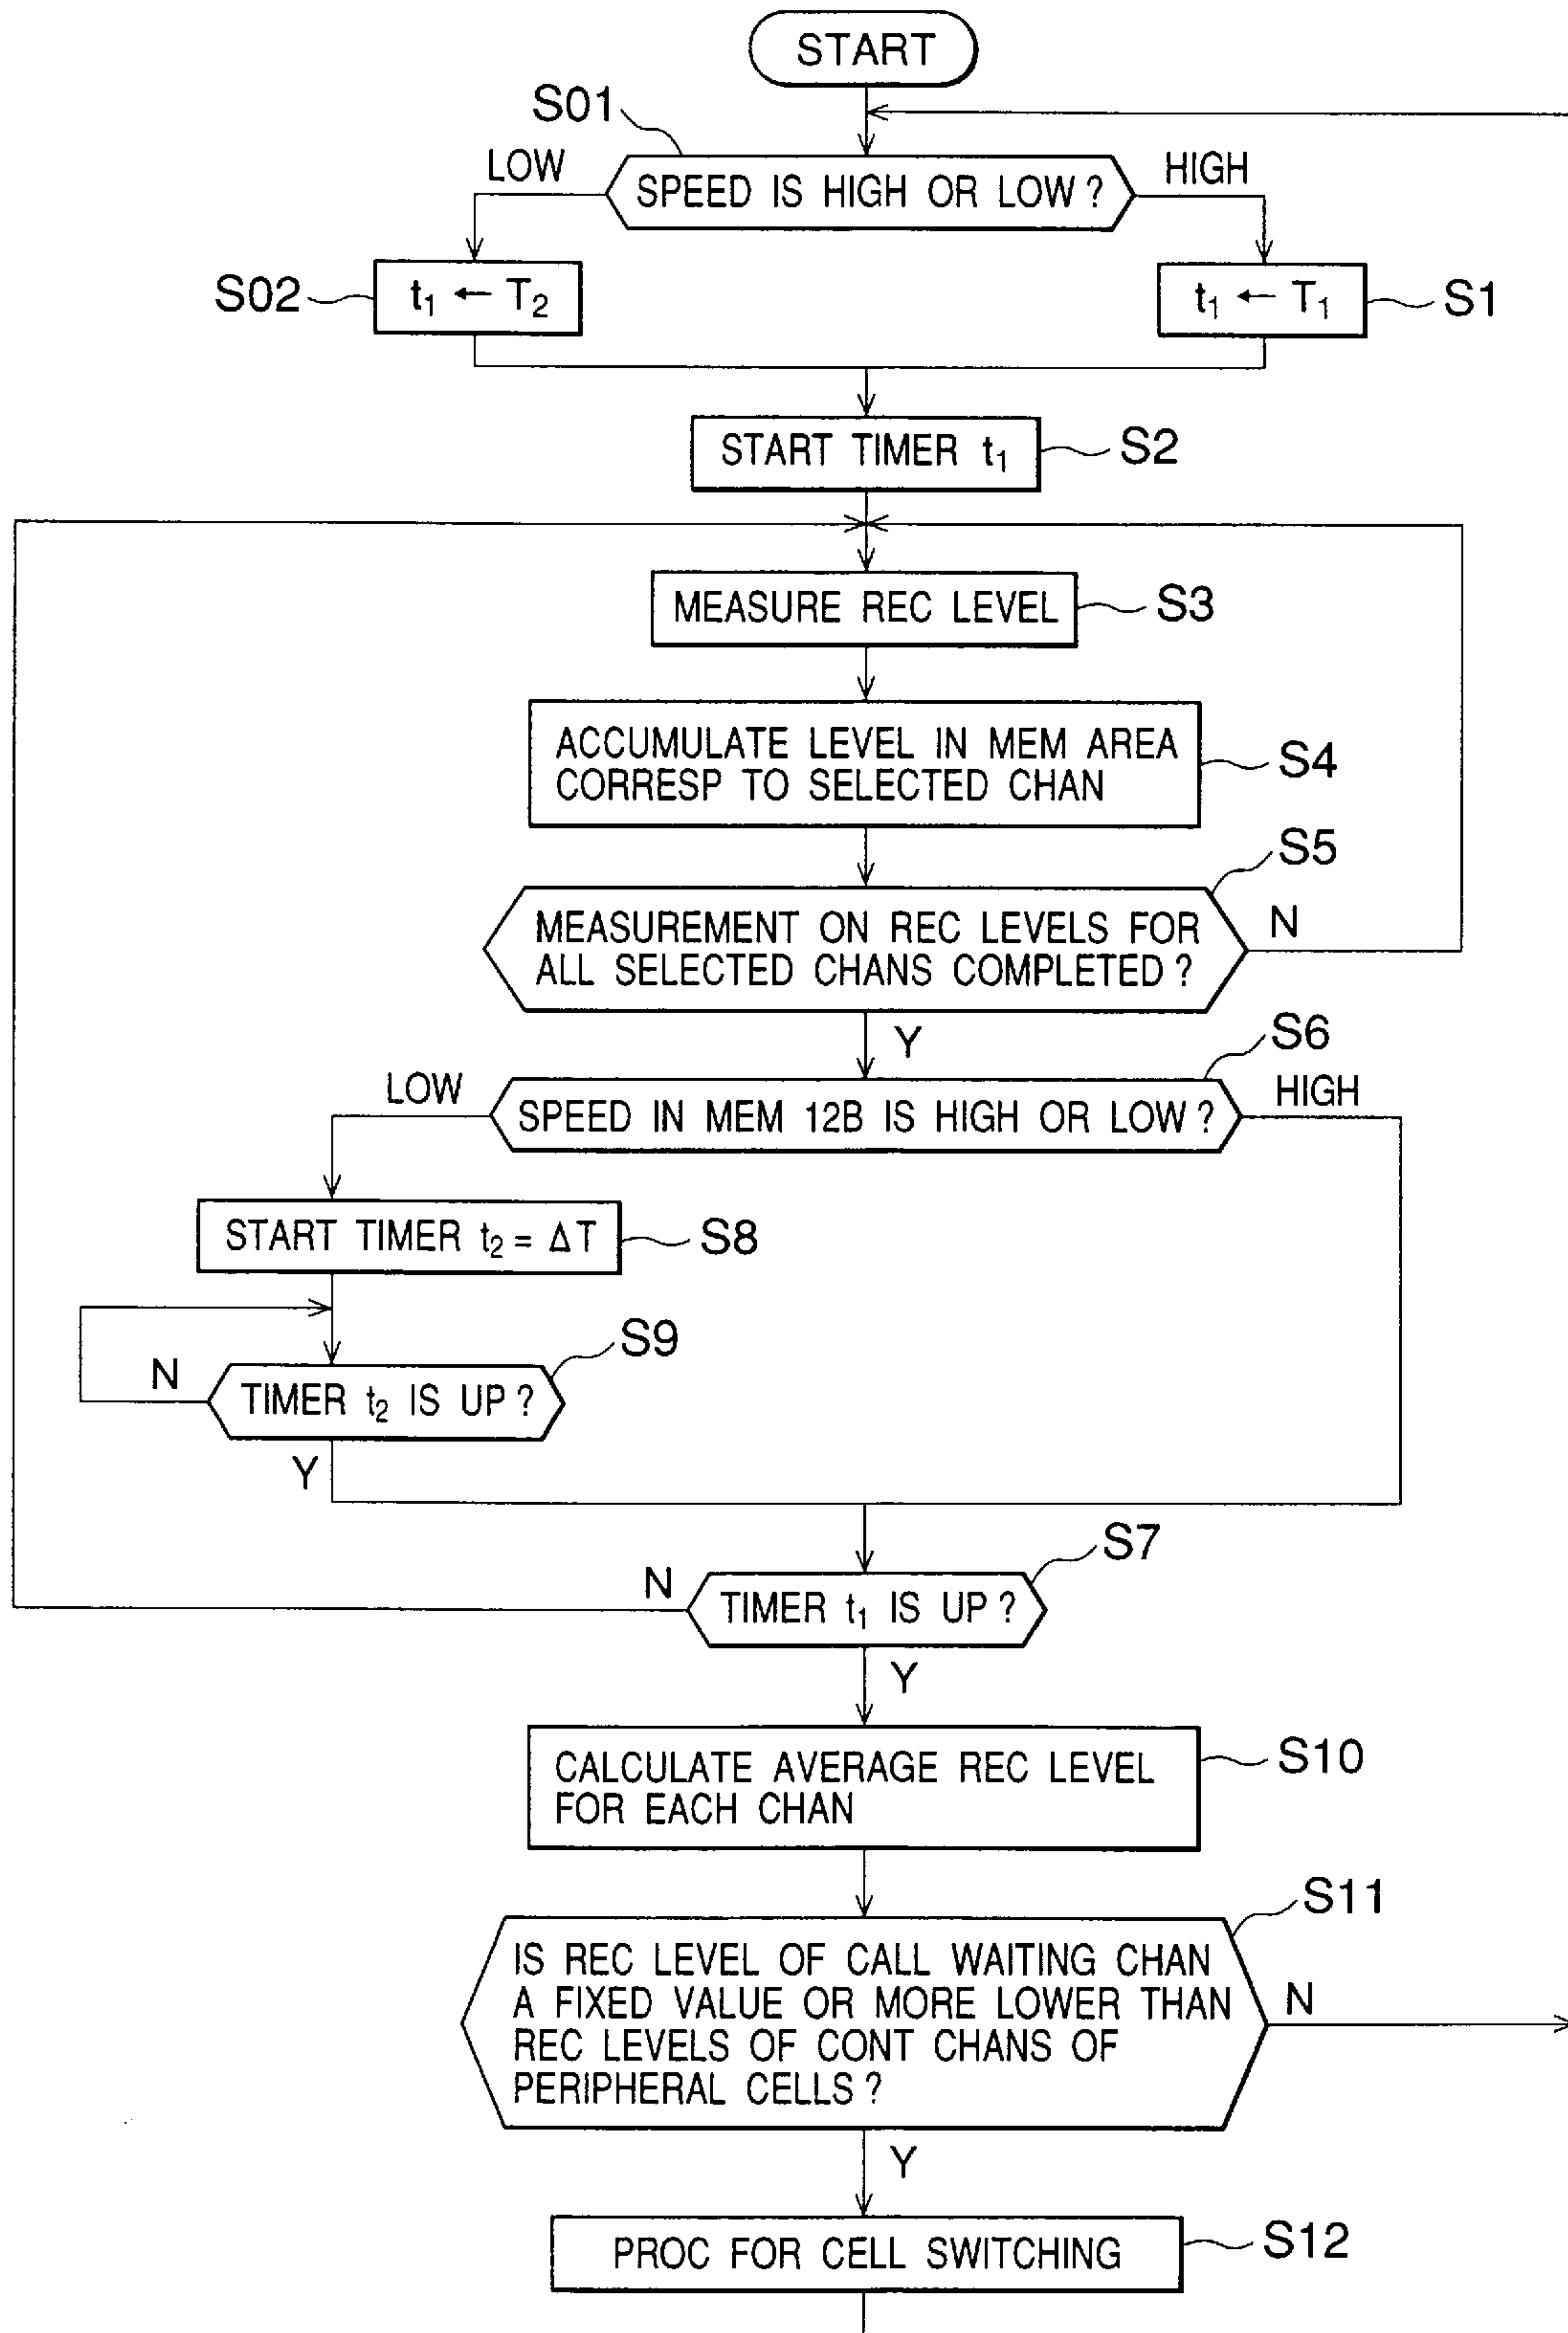 START
S01
LOW
HIGH
SPEED IS HIGH OR LOW ?
S02
t₁ ← T₂
t₁ ← T₁
S1
START TIMER t₁
S2
MEASURE REC LEVEL
S3
ACCUMULATE LEVEL IN MEM AREA
CORRESP TO SELECTED CHAN
S4
S5
MEASUREMENT ON REC LEVELS FOR
ALL SELECTED CHANS COMPLETED ?
N
Y
S6
LOW
HIGH
SPEED IN MEM 12B IS HIGH OR LOW ?
START TIMER t₂ = ΔT
S8
S9
N
TIMER t₂ IS UP ?
Y
S7
N
TIMER t₁ IS UP ?
Y
CALCULATE AVERAGE REC LEVEL
FOR EACH CHAN
S10
S11
IS REC LEVEL OF CALL WAITING CHAN
A FIXED VALUE OR MORE LOWER THAN
REC LEVELS OF CONT CHANS OF
PERIPHERAL CELLS ?
N
Y
PROC FOR CELL SWITCHING
S12